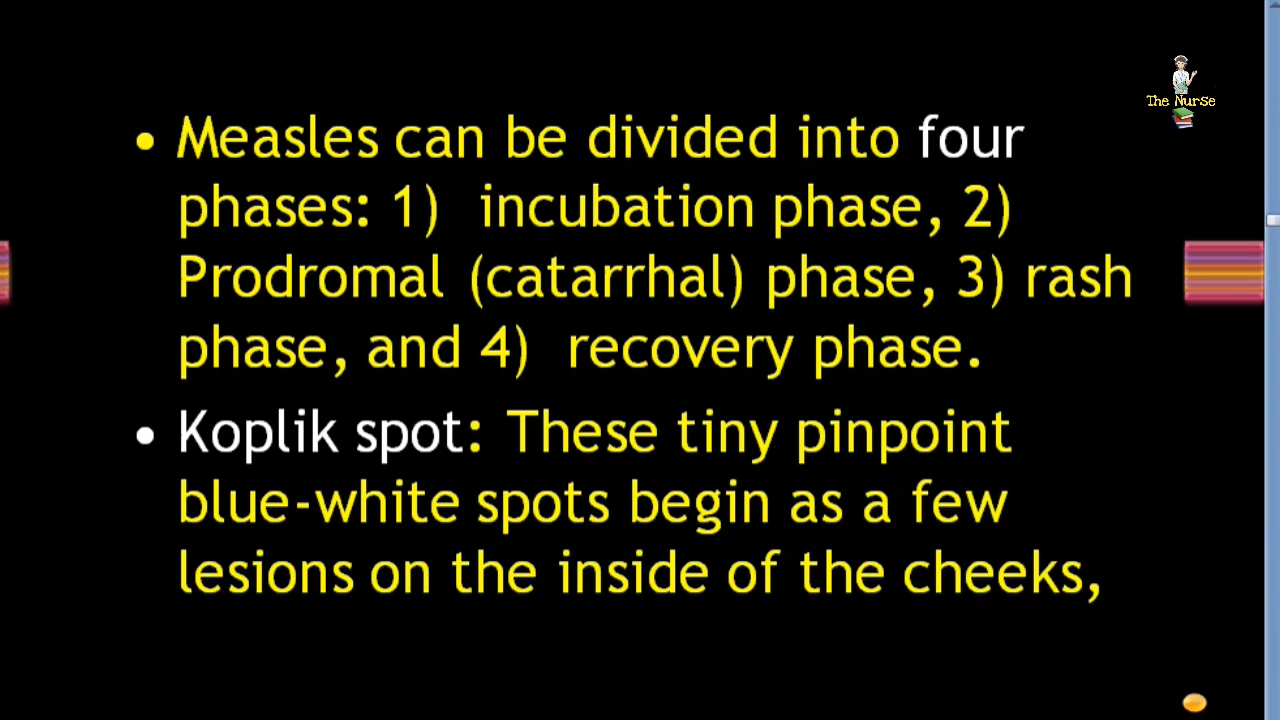 The Nurse
• Measles can be divided into four
phases: 1) incubation phase, 2)
Prodromal (catarrhal) phase, 3) rash
phase, and 4) recovery phase.
• Koplik spot: These tiny pinpoint
blue-white spots begin as a few
lesions on the inside of the cheeks,